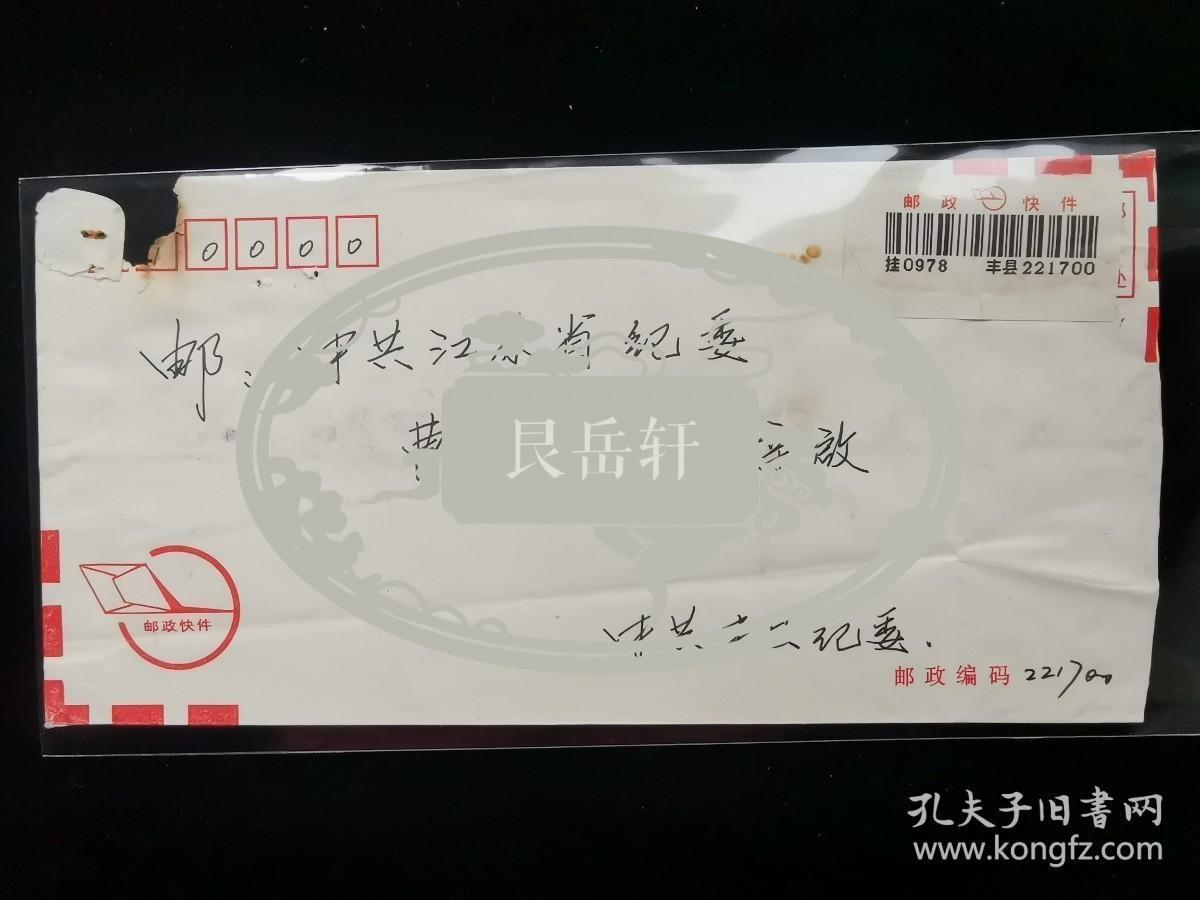 邮政快件
挂0978 丰县221700
0000
邮:中共江苏省纪委
启
艮岳轩
邮政快件
中共 纪委.
邮政编码 221700
孔夫子旧书网
www.kongfz.com